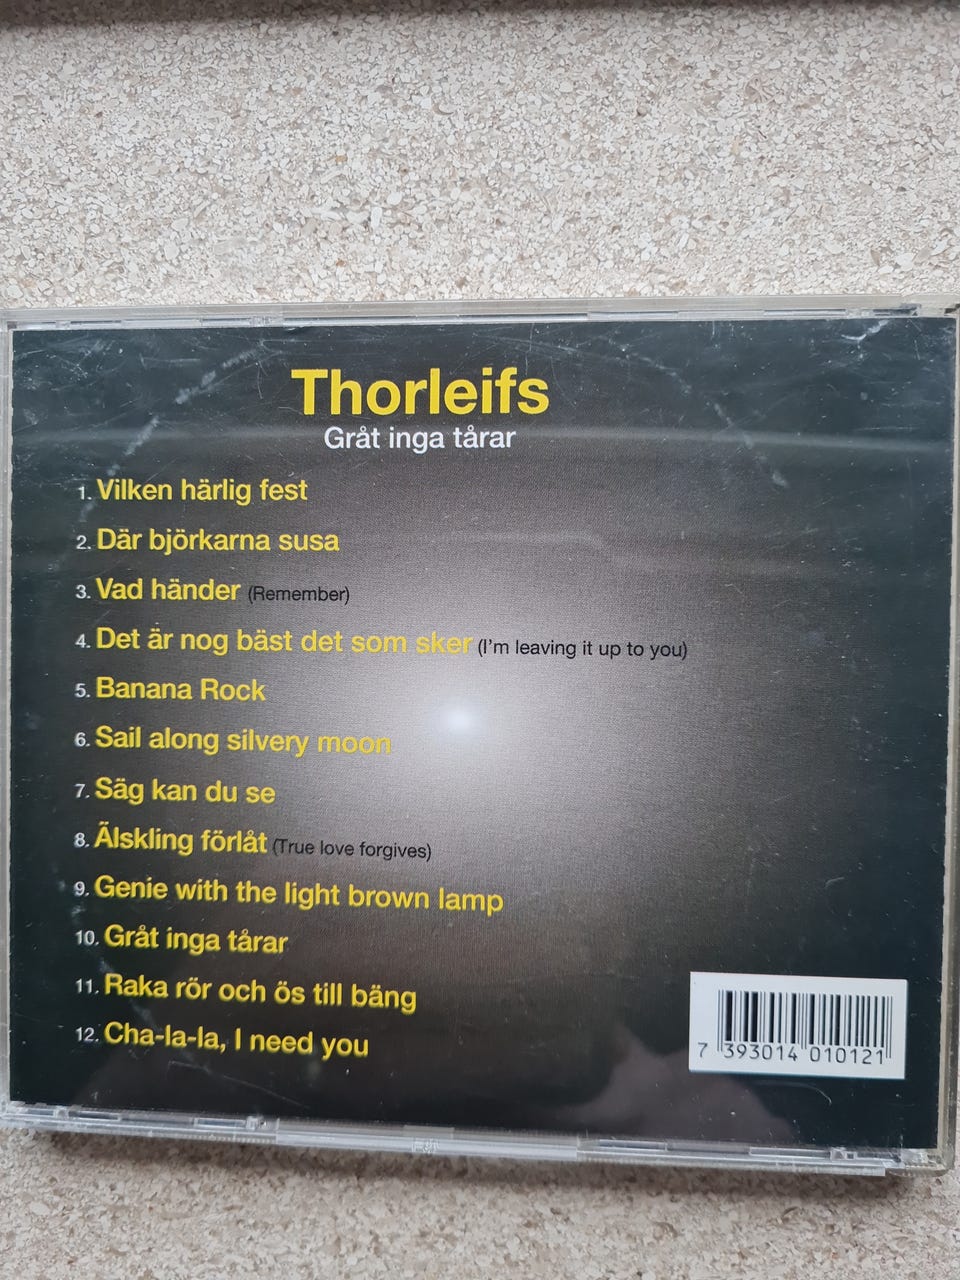 Thorleifs
Gråt inga tårar
1. Vilken härlig fest
2. Där björkarna susa
3. Vad händer (Remember)
4. Det är nog bäst det som sker (I'm leaving it up to you)
5. Banana Rock
6. Sail along silvery moon
7. Säg kan du se
8. Älskling förlåt (True love forgives)
9. Genie with the light brown lamp
10. Gråt inga tårar
11. Raka rör och ös till bäng
12. Cha-la-la, I need you
7 393014 010121